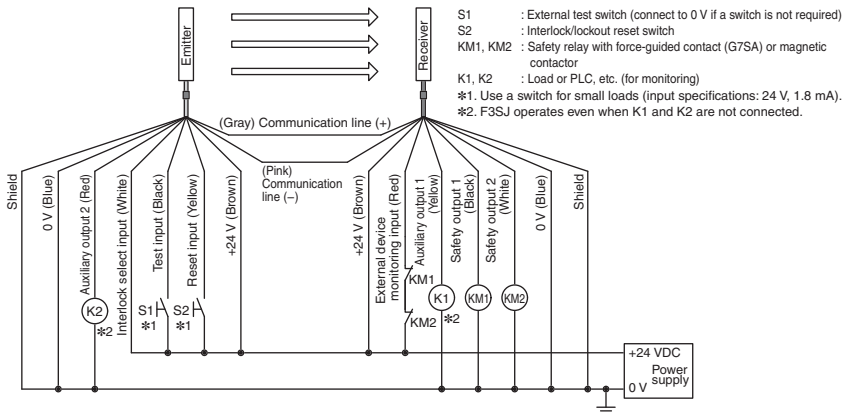 Emitter
Receiver
S1 : External test switch (connect to 0 V if a switch is not required)
S2 : Interlock/lockout reset switch
KM1, KM2 : Safety relay with force-guided contact (G7SA) or magnetic
contactor
K1, K2 : Load or PLC, etc. (for monitoring)
✻1. Use a switch for small loads (input specifications: 24 V, 1.8 mA).
✻2. F3SJ operates even when K1 and K2 are not connected.
(Gray) Communication line (+)
(Pink)
Communication
line (−)
Shield
0 V (Blue)
Auxiliary output 2 (Red)
Interlock select input (White)
Test input (Black)
Reset input (Yellow)
+24 V (Brown)
+24 V (Brown)
External device
monitoring input (Red)
Auxiliary output 1
(Yellow)
Safety output 1
(Black)
Safety output 2
(White)
0 V (Blue)
Shield
K2
✻2
S1
✻1
S2
✻1
KM1
KM2
K1
✻2
KM1
KM2
+24 VDC
Power
supply
0 V